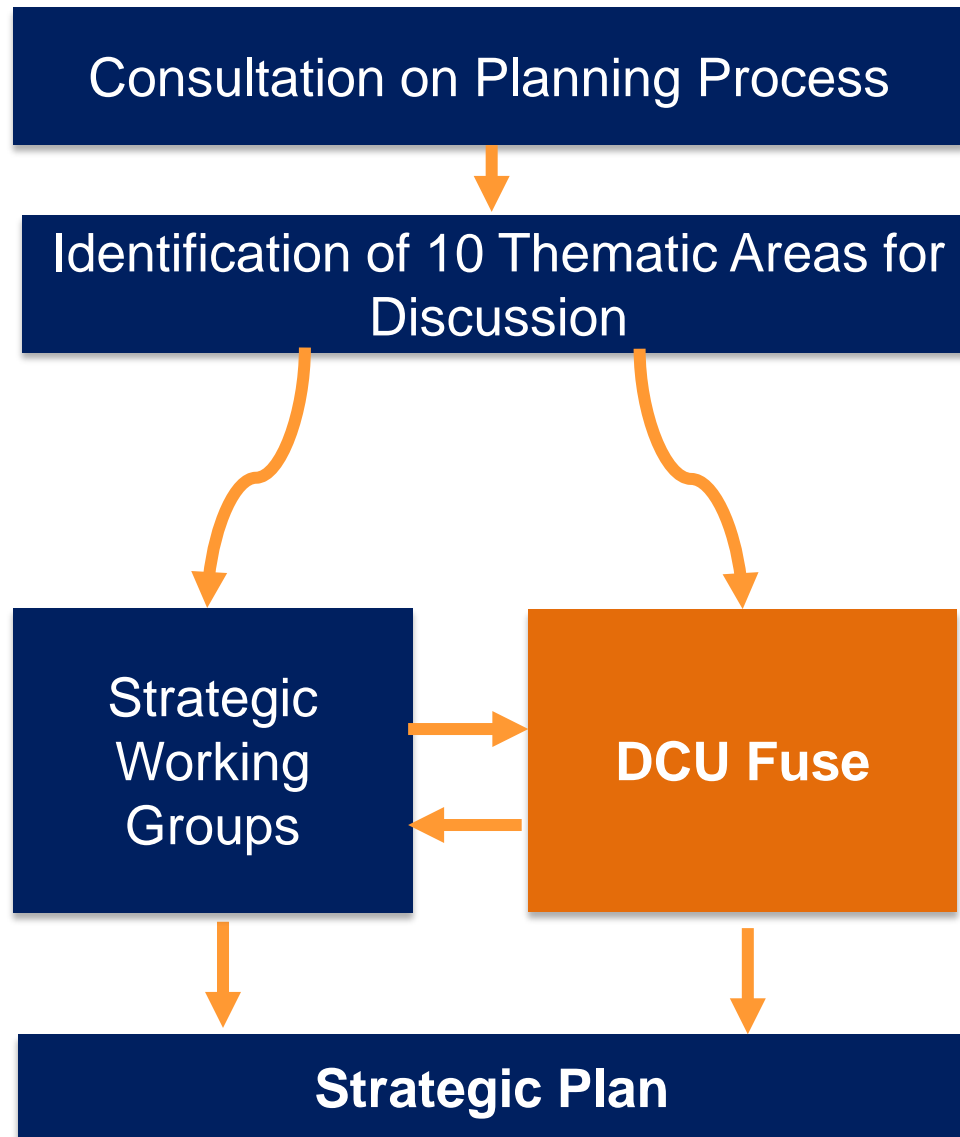 Consultation on Planning Process
Identification of 10 Thematic Areas for
Discussion
Strategic
Working
Groups
DCU Fuse
Strategic Plan